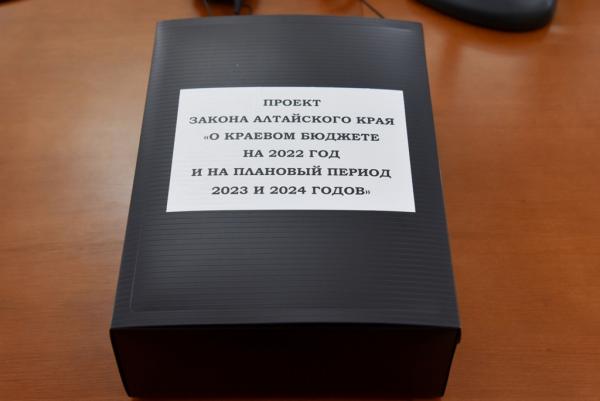 ПРОЕКТ
ЗАКОНА АЛТАЙСКОГО КРАЯ
«О КРАЕВОМ БЮДЖЕТЕ
НА 2022 ГОД
И НА ПЛАНОВЫЙ ПЕРИОД
2023 И 2024 ГОДОВ»